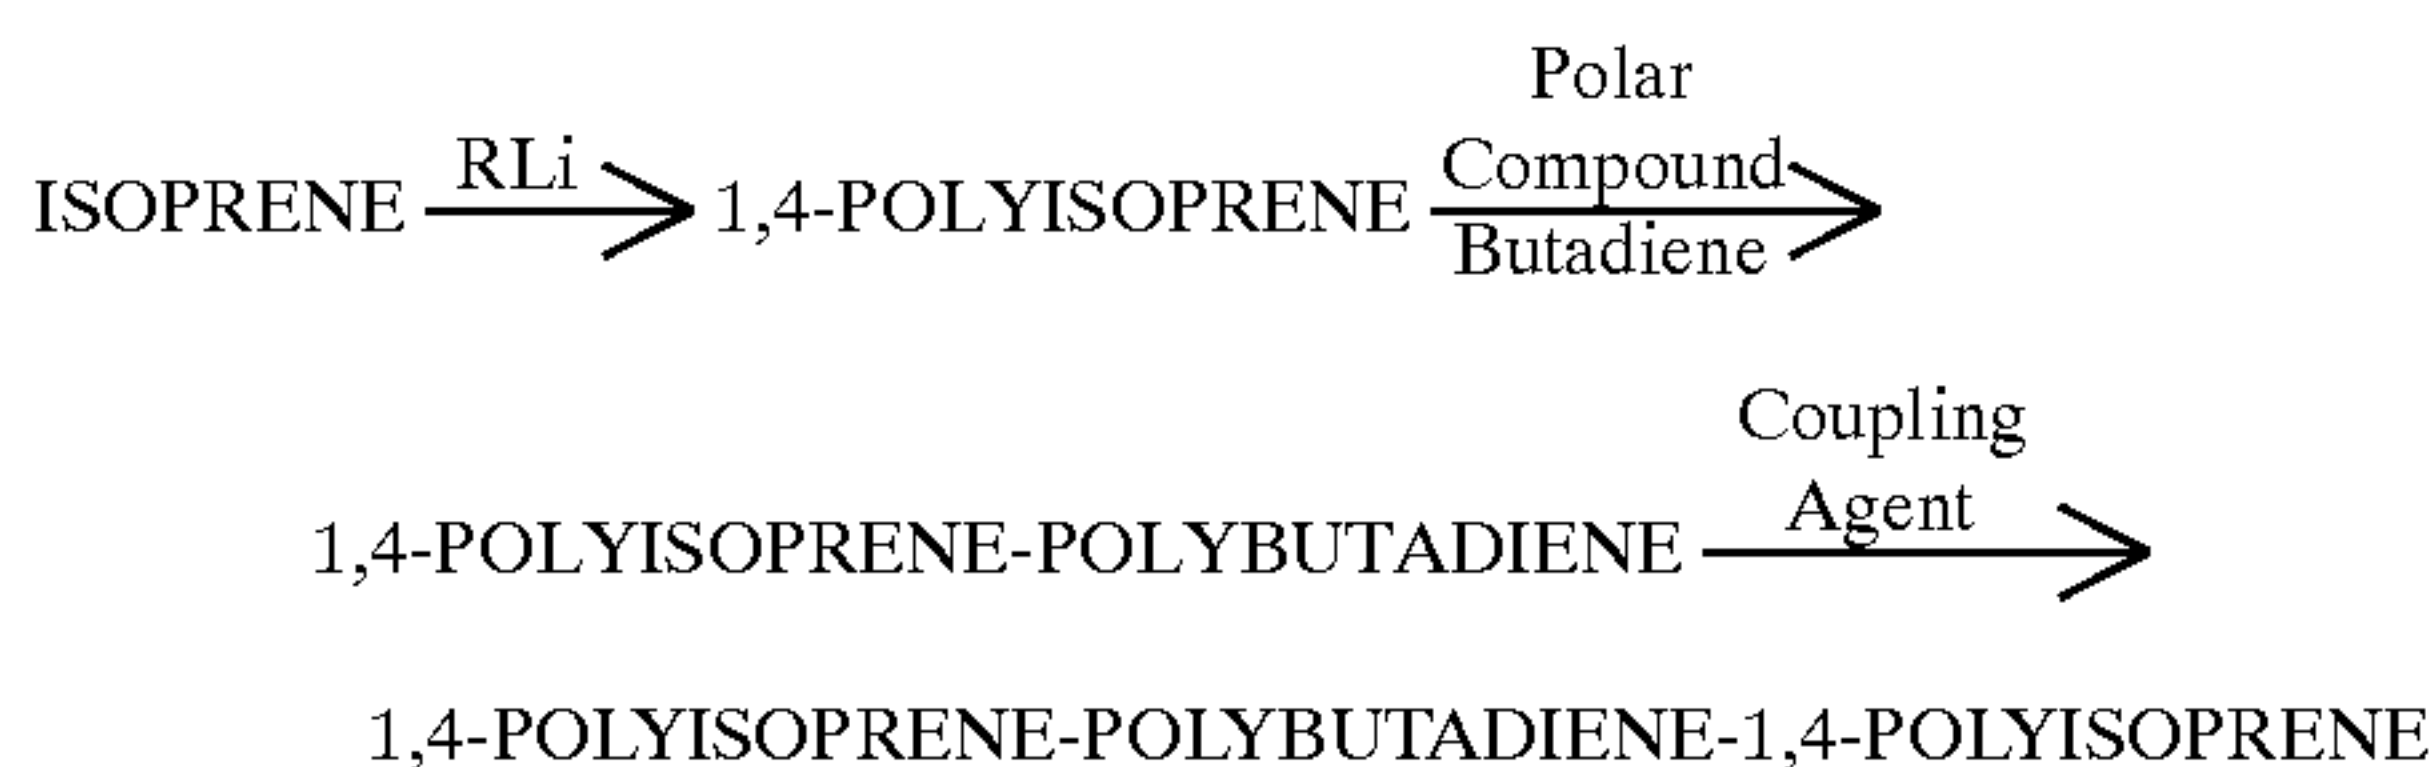 Polar
ISOPRENE RLi 1,4-POLYISOPRENE Compound
Butadiene
Coupling
1,4-POLYISOPRENE-POLYBUTADIENE Agent
1,4-POLYISOPRENE-POLYBUTADIENE-1,4-POLYISOPRENE